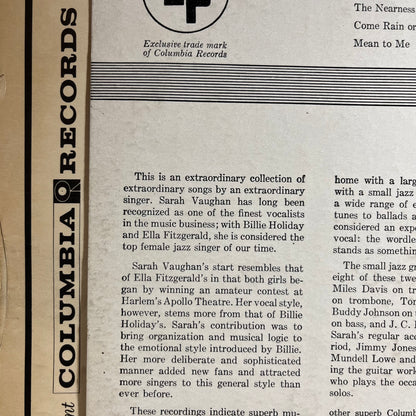 COLUMBIA RECORDS
Exclusive trade mark
of Columbia Records
The Nearness
Come Rain or
Mean to Me
This is an extraordinary collection of
extraordinary songs by an extraordinary
singer. Sarah Vaughan has long been
recognized as one of the finest vocalists
in the music business; with Billie Holiday
and Ella Fitzgerald, she is considered the
top female jazz singer of our time.
Sarah Vaughan's start resembles that
of Ella Fitzgerald's in that both girls be-
gan by winning an amateur contest at
Harlem's Apollo Theatre. Her vocal style,
however, stems more from that of Billie
Holiday's. Sarah's contribution was to
bring organization and musical logic to
the emotional style introduced by Billie.
Her more deliberate and sophisticated
manner added new fans and attracted
more singers to this general style than
ever before.
These recordings indicate superb mu-
home with a larg
with a small jazz
a wide range of e
tunes to ballads a
considered an expe
vocal: the wordle
stands as somethin
The small jazz gr
eight of these twe
Miles Davis on tr
on trombone, Ton
Buddy Johnson on
on bass, and J. C. 
Sarah's regular ac
riod, Jimmy Jones
Mundell Lowe and
ing the other guit
who plays the occa
solos.
other superb Colum